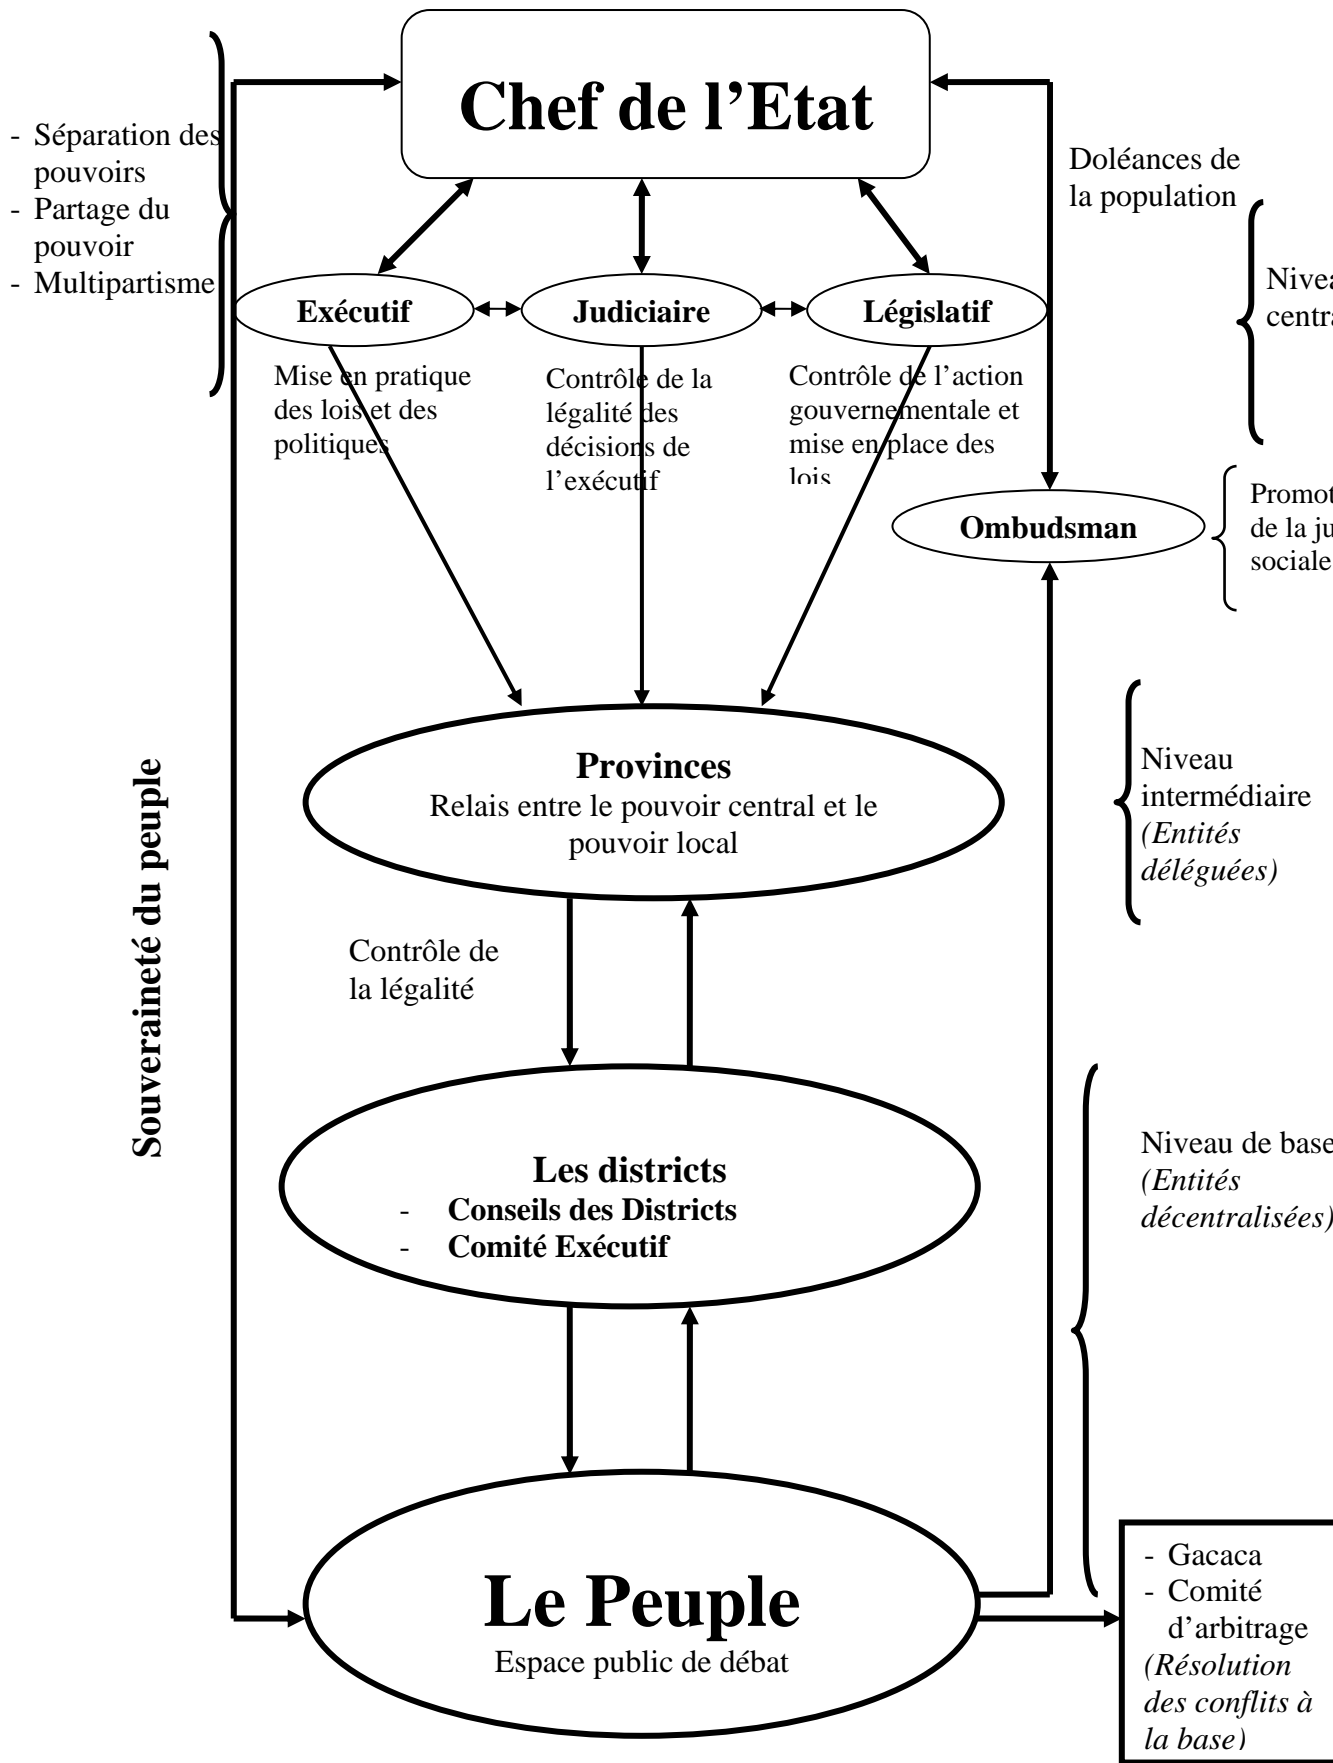 Chef de l’Etat
- Séparation des
pouvoirs
- Partage du
pouvoir
- Multipartisme
Doléances de
la population
Exécutif
Judiciaire
Législatif
Mise en pratique
des lois et des
politiques
Contrôle de la
légalité des
décisions de
l’exécutif
Contrôle de l’action
gouvernementale et
mise en place des
lois
Ombudsman
de la
sociale
Souveraineté du peuple
Provinces
Relais entre le pouvoir central et le
pouvoir local
Niveau
intermédiaire
(Entités
déléguées)
Contrôle de
la légalité
Les districts
- Conseils des Districts
- Comité Exécutif
Niveau de base
(Entités
décentralisées)
Le Peuple
Espace public de débat
- Gacaca
- Comité
d’arbitrage
(Résolution
des conflits à
la base)